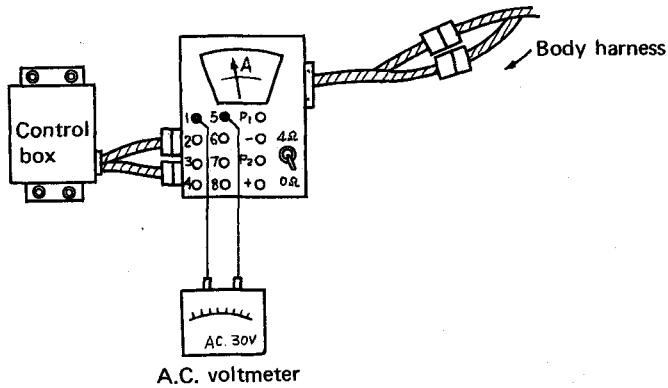 Body harness
A
Control
box
1 5 P₁
2 6 - 4Ω
3 7 P₂
4 8 + 0Ω
AC. 30V
A.C. voltmeter